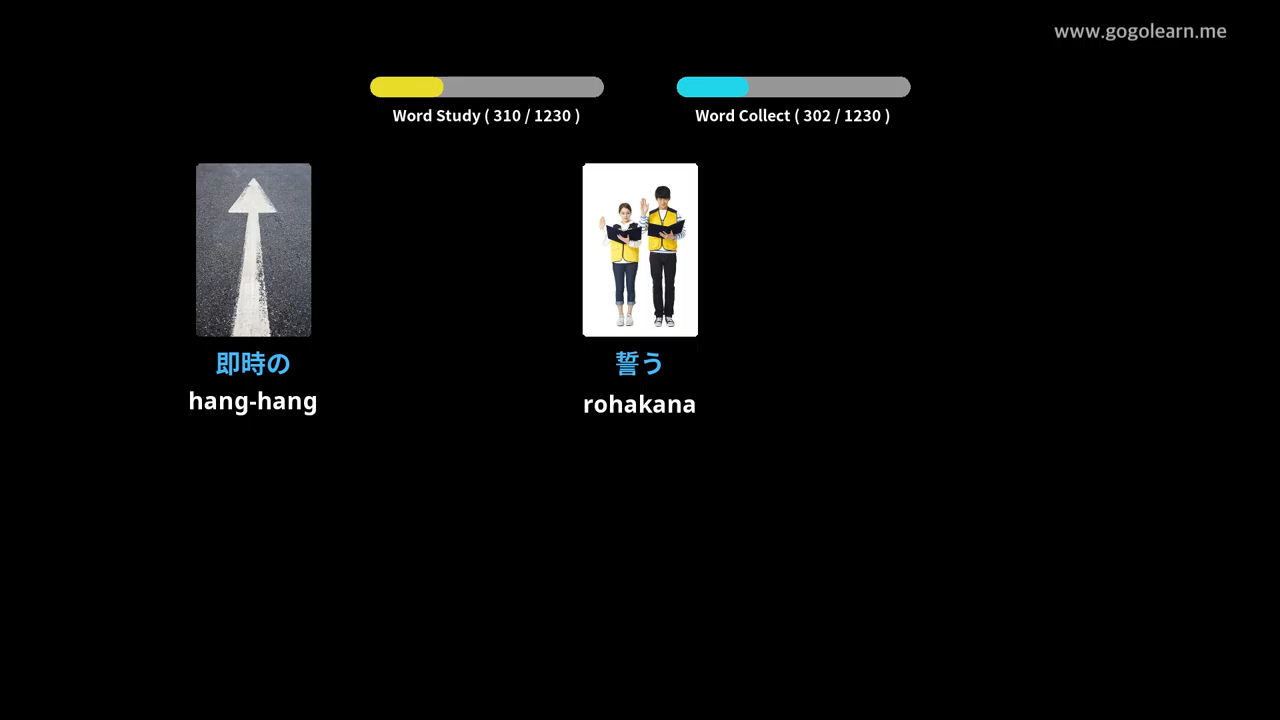 www.gogolearn.me
Word Study ( 310 / 1230 )
Word Collect ( 302 / 1230 )
即時の
hang-hang
誓う
rohakana